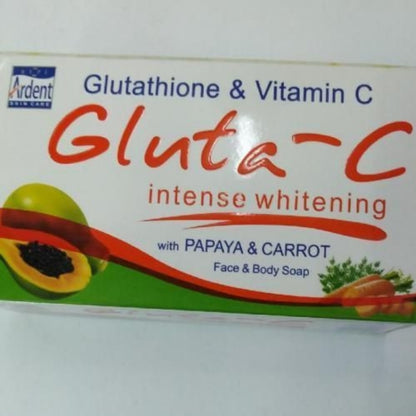 Ardent
SKIN CARE
Glutathione & Vitamin C
Gluta-C
intense whitening
with PAPAYA & CARROT
Face & Body Soap